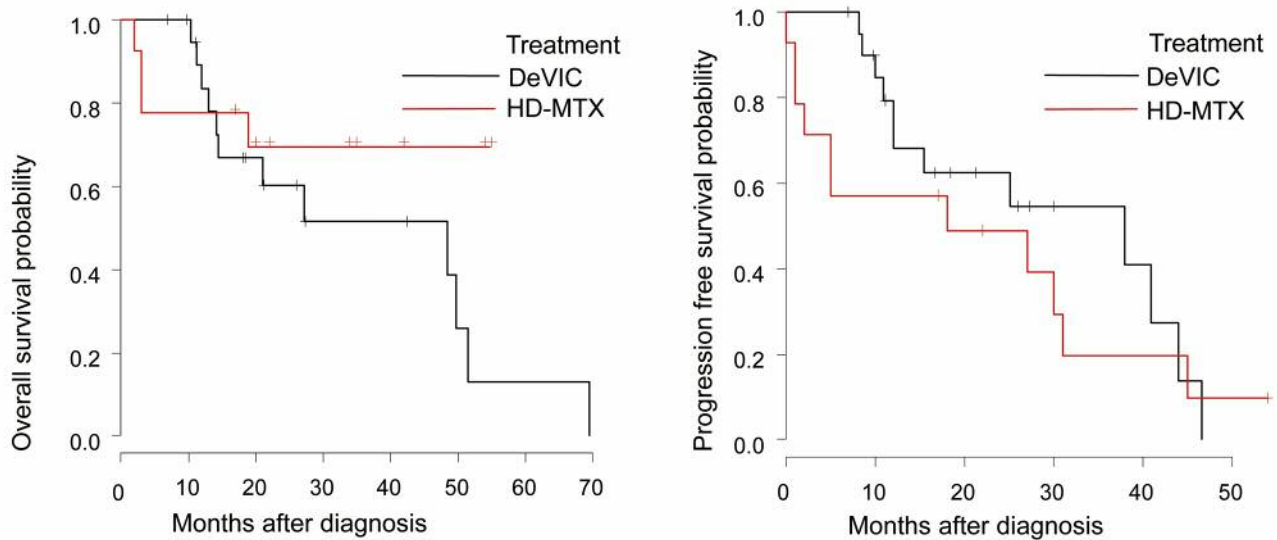 Overall survival probability
1.0
0.8
0.6
0.4
0.2
0.0
Treatment
DeVIC
HD-MTX
0 10 20 30 40 50 60 70
Months after diagnosis
Progression free survival probability
1.0
0.8
0.6
0.4
0.2
0.0
Treatment
DeVIC
HD-MTX
0 10 20 30 40 50
Months after diagnosis